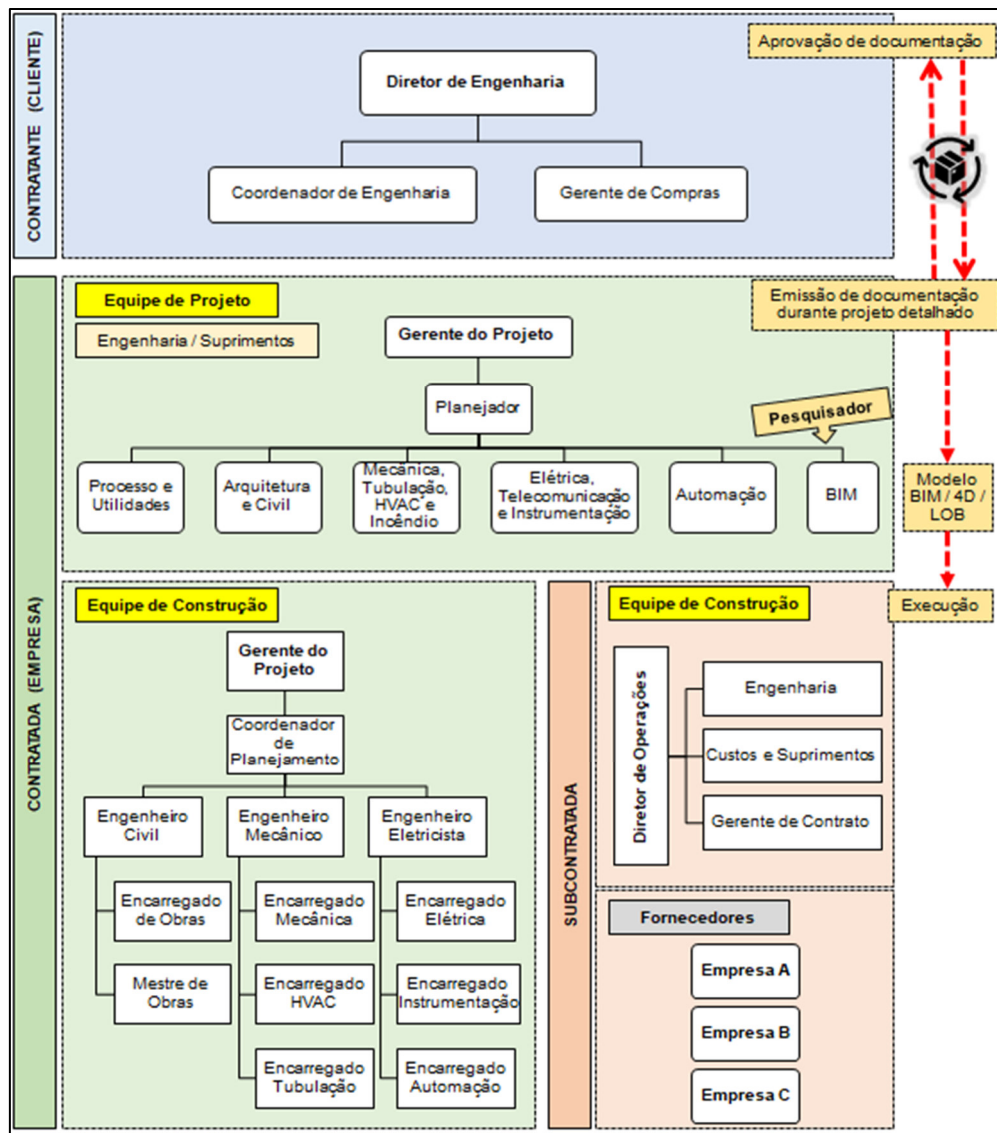 CONTRATANTE (CLIENTE)
Diretor de Engenharia
Coordenador de Engenharia
Gerente de Compras
Aprovação de documentação
CONTRATADA (EMPRESA)
Equipe de Projeto
Engenharia / Suprimentos
Gerente do Projeto
Planejador
Pesquisador
Processo e
Utilidades
Arquitetura
e Civil
Mecânica,
Tubulação,
HVAC e
Incêndio
Elétrica,
Telecomunicação
e Instrumentação
Automação
BIM
Emissão de documentação
durante projeto detalhado
Modelo
BIM / 4D /
LOB
Execução
Equipe de Construção
Gerente do
Projeto
Coordenador
de
Planejamento
Engenheiro
Civil
Engenheiro
Mecânico
Engenheiro
Eletricista
Encarregado
de Obras
Encarregado
Mecânica
Encarregado
Elétrica
Mestre de
Obras
Encarregado
HVAC
Encarregado
Instrumentação
Encarregado
Tubulação
Encarregado
Automação
SUBCONTRATADA
Equipe de Construção
Diretor de Operações
Engenharia
Custos e Suprimentos
Gerente de Contrato
Fornecedores
Empresa A
Empresa B
Empresa C